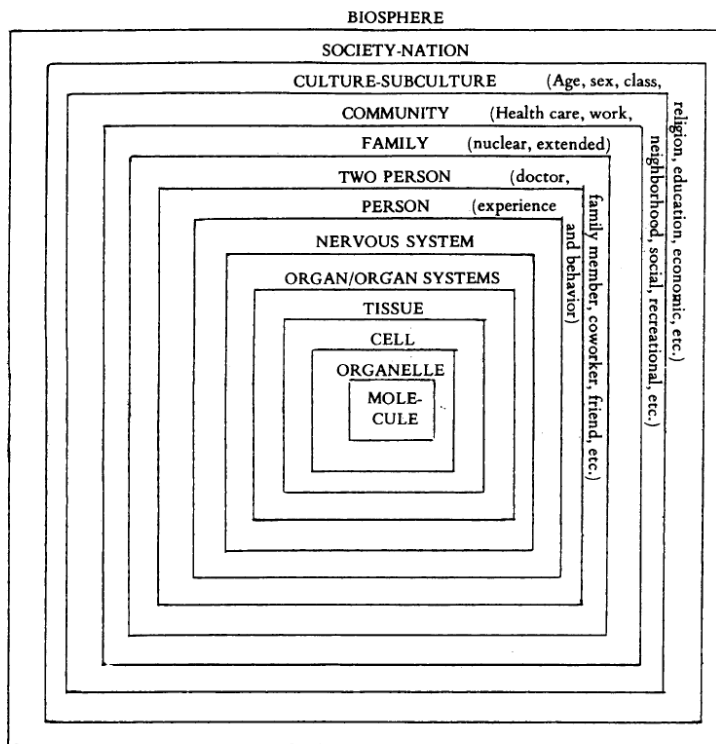 BIOSPHERE
SOCIETY-NATION
CULTURE-SUBCULTURE (Age, sex, class,
religion, education, economic, etc.)
COMMUNITY (Health care, work,
neighborhood, social, recreational, etc.)
FAMILY (nuclear, extended)
TWO PERSON (doctor,
family member, coworker, friend, etc.)
PERSON (experience
and behavior)
NERVOUS SYSTEM
ORGAN/ORGAN SYSTEMS
TISSUE
CELL
ORGANELLE
MOLE-
CULE